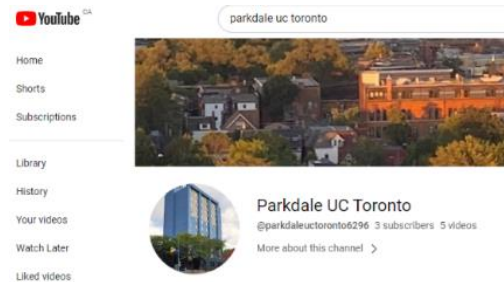 YouTube CA
parkdale uc toronto
Home
Shorts
Subscriptions
Library
History
Your videos
Watch Later
Liked videos
Parkdale UC Toronto
@parkdaleuctoronto6296 3 subscribers 5 videos
More about this channel >